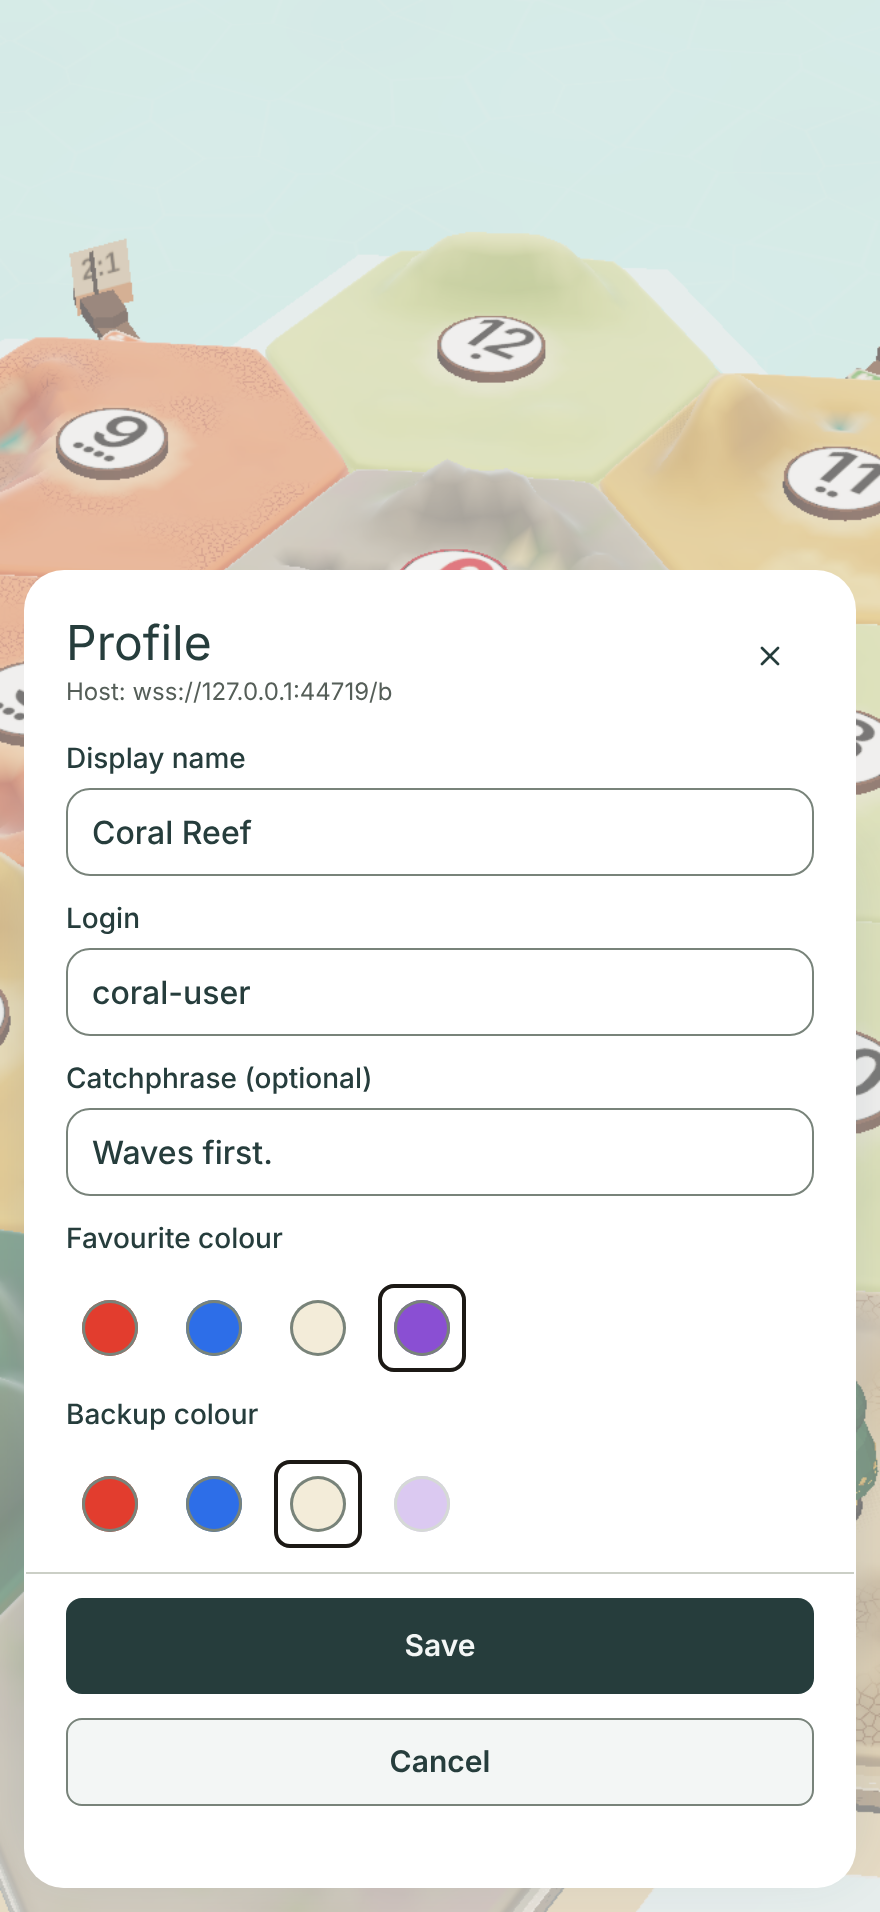 2:1
12
9
11
Profile
Host: wss://127.0.0.1:44719/b
Display name
Coral Reef
Login
coral-user
Catchphrase (optional)
Waves first.
Favourite colour
Backup colour
Save
Cancel